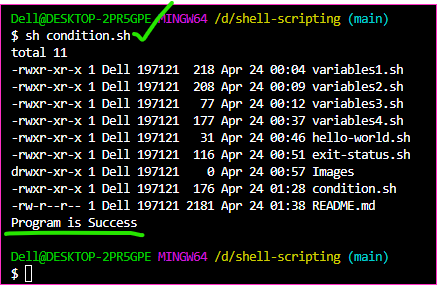 Dell@DESKTOP-2PR5GPE MINGW64 /d/shell-scripting (main)
$ sh condition.sh
total 11
-rwxr-xr-x 1 Dell 197121  218 Apr 24 00:04 variables1.sh
-rwxr-xr-x 1 Dell 197121  208 Apr 24 00:09 variables2.sh
-rwxr-xr-x 1 Dell 197121   77 Apr 24 00:12 variables3.sh
-rwxr-xr-x 1 Dell 197121  177 Apr 24 00:37 variables4.sh
-rwxr-xr-x 1 Dell 197121   31 Apr 24 00:46 hello-world.sh
-rwxr-xr-x 1 Dell 197121  116 Apr 24 00:51 exit-status.sh
drwxr-xr-x 1 Dell 197121    0 Apr 24 00:57 Images
-rwxr-xr-x 1 Dell 197121  176 Apr 24 01:28 condition.sh
-rw-r--r-- 1 Dell 197121 2181 Apr 24 01:38 README.md
Program is Success
Dell@DESKTOP-2PR5GPE MINGW64 /d/shell-scripting (main)
$